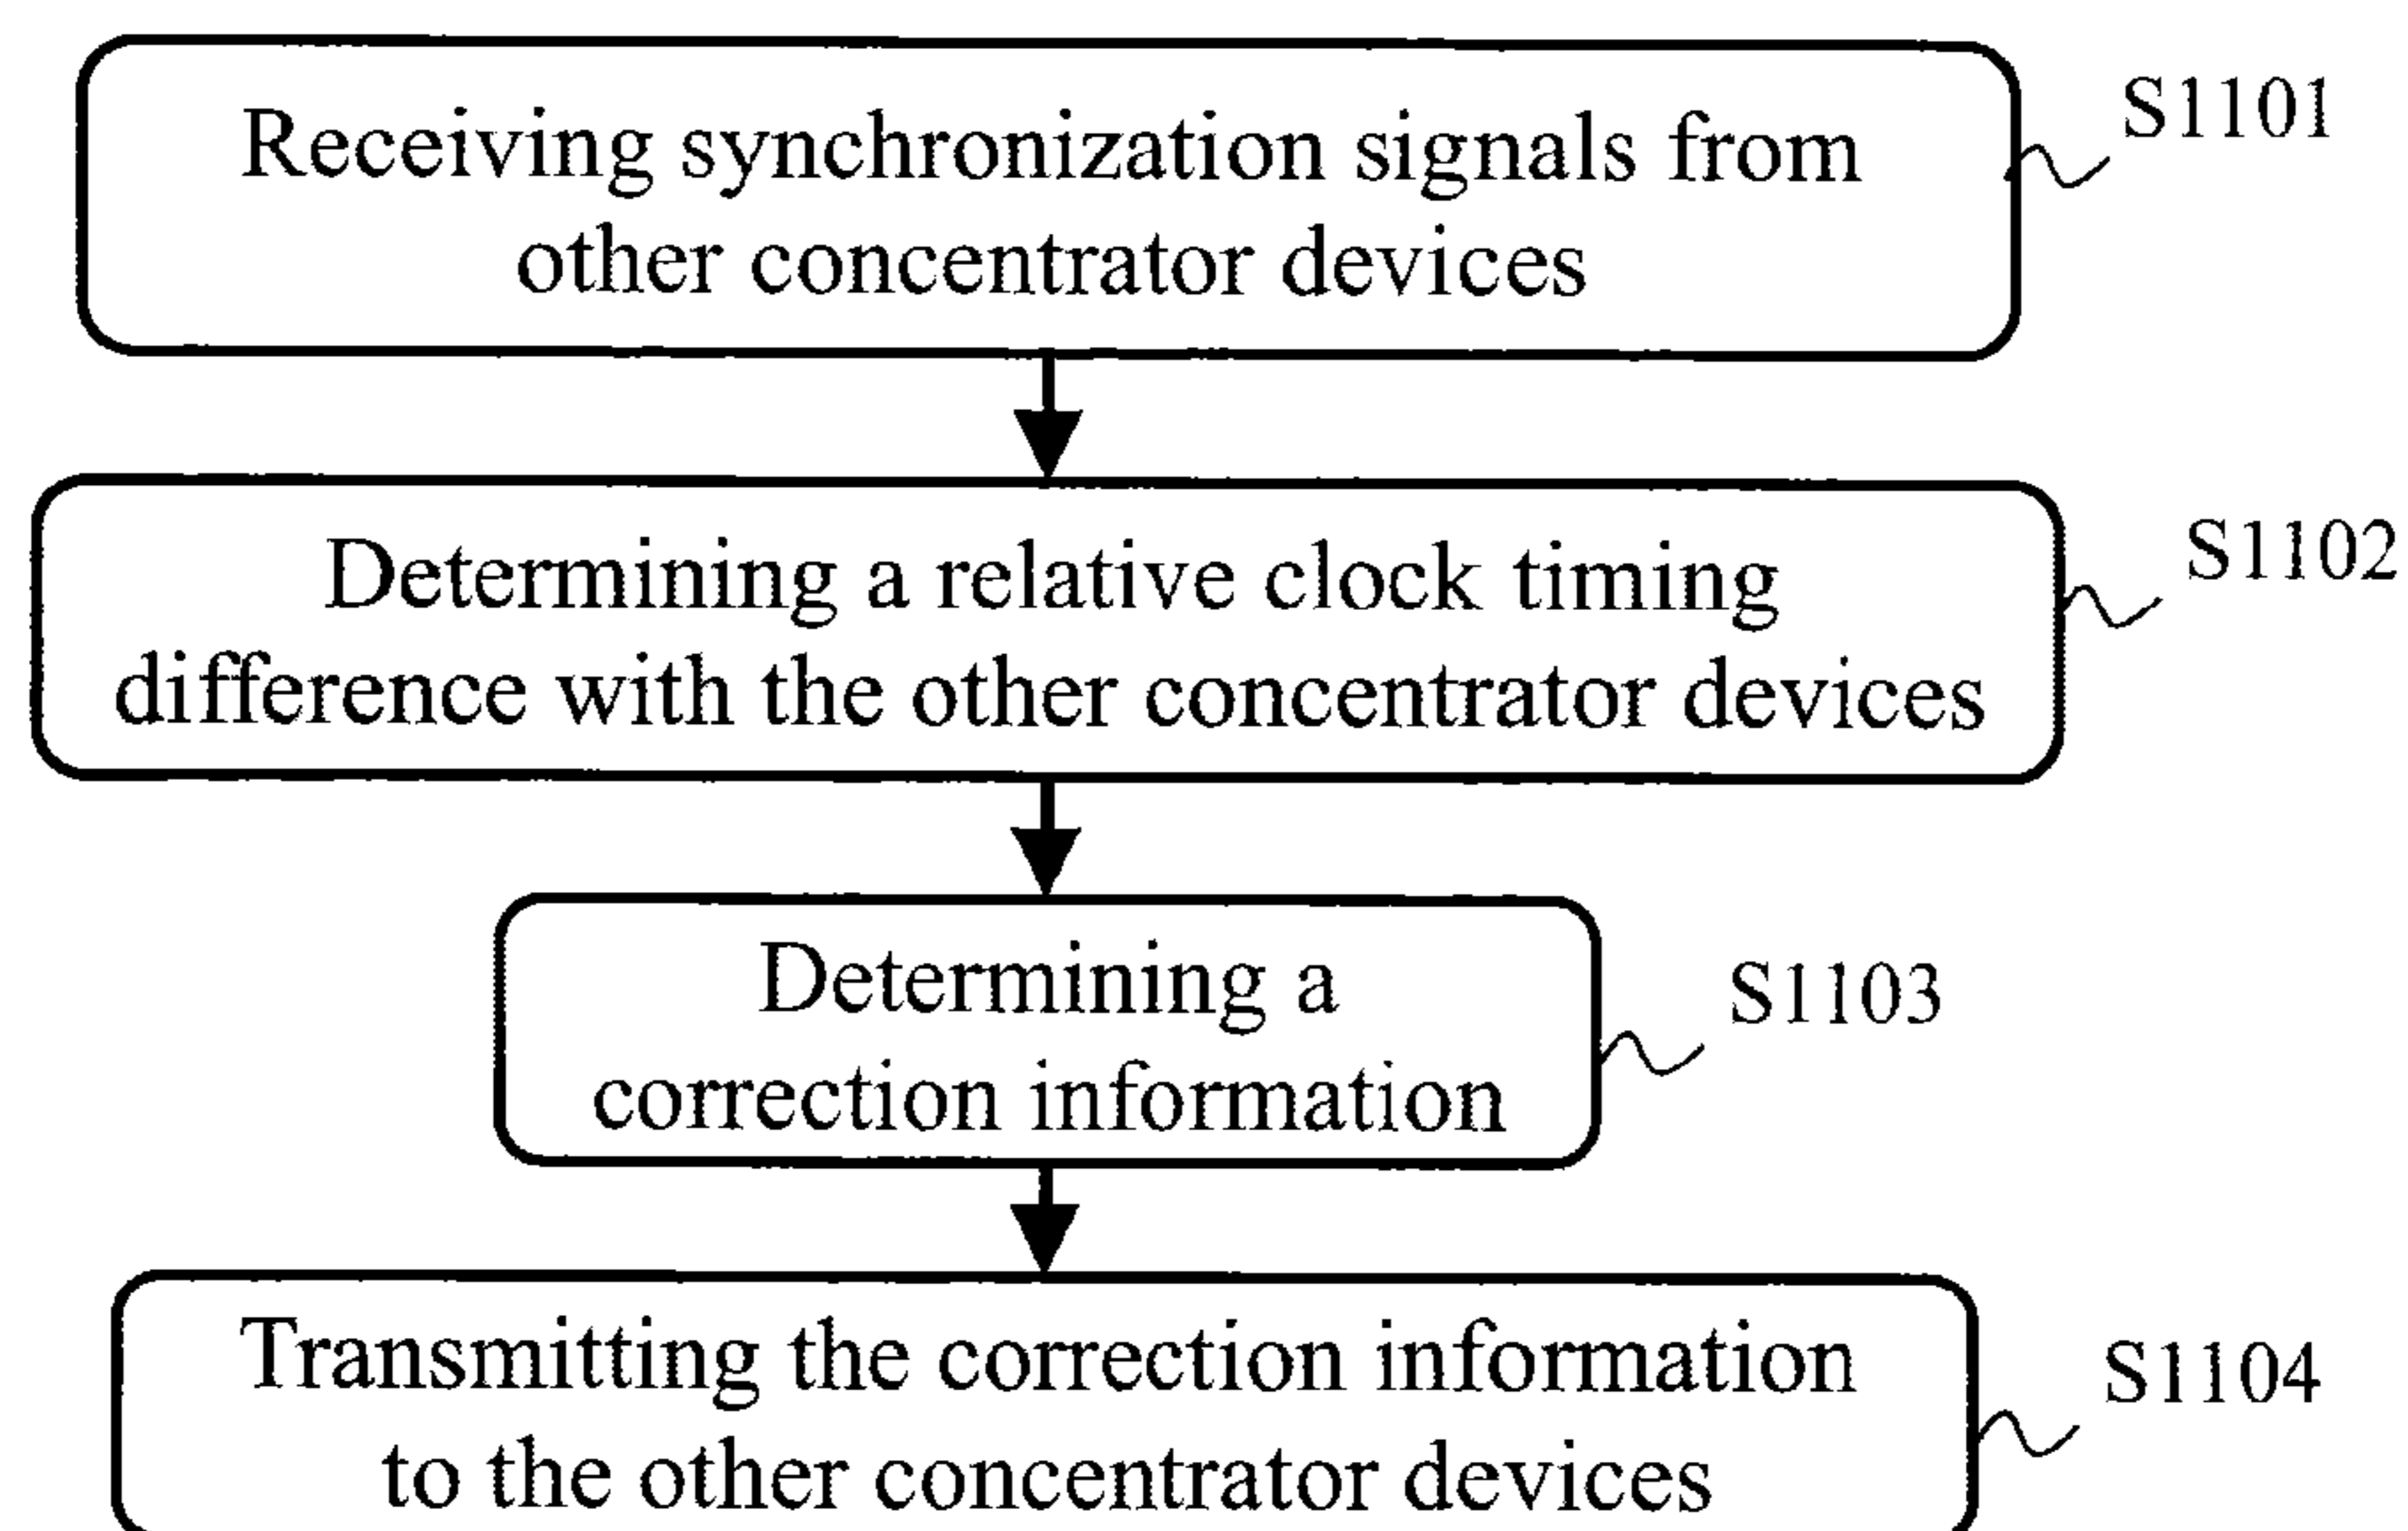 Receiving synchronization signals from
other concentrator devices
S1101
Determining a relative clock timing
difference with the other concentrator devices
S1102
Determining a
correction information
S1103
Transmitting the correction information
to the other concentrator devices
S1104